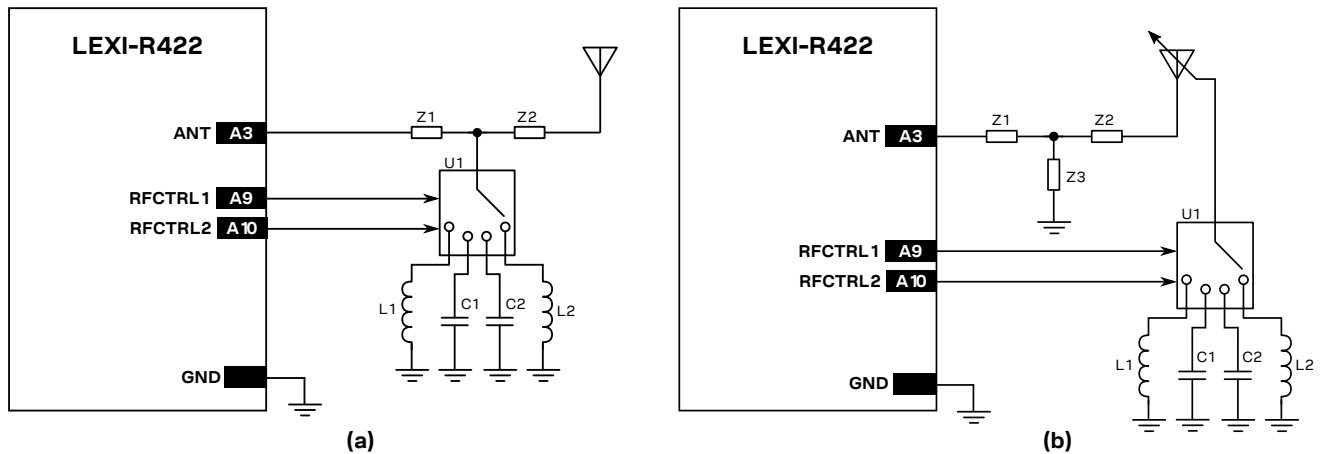 LEXI-R422
ANT A3
Z1
Z2
U1
RFCTRL1 A9
RFCTRL2 A10
L1
C1
C2
L2
GND
(a)
LEXI-R422
ANT A3
Z1
Z2
Z3
U1
RFCTRL1 A9
RFCTRL2 A10
L1
C1
C2
L2
GND
(b)